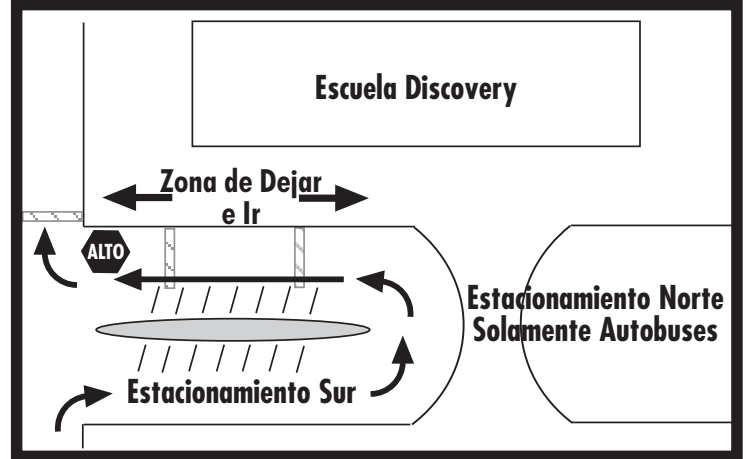 Escuela Discovery
Zona de Dejar
e Ir
ALTO
Estacionamiento Norte
Solamente Autobuses
Estacionamiento Sur